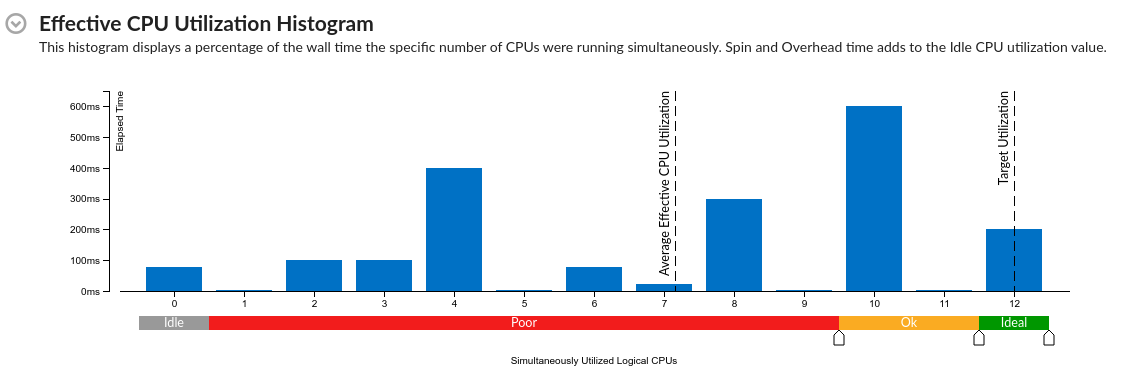 Effective CPU Utilization Histogram
This histogram displays a percentage of the wall time the specific number of CPUs were running simultaneously. Spin and Overhead time adds to the Idle CPU utilization value.
Elapsed Time
600ms
500ms
400ms
300ms
200ms
100ms
0ms
Average Effective CPU Utilization
Target Utilization
0 1 2 3 4 5 6 7 8 9 10 11 12
Idle Poor Ok Ideal
Simultaneously Utilized Logical CPUs